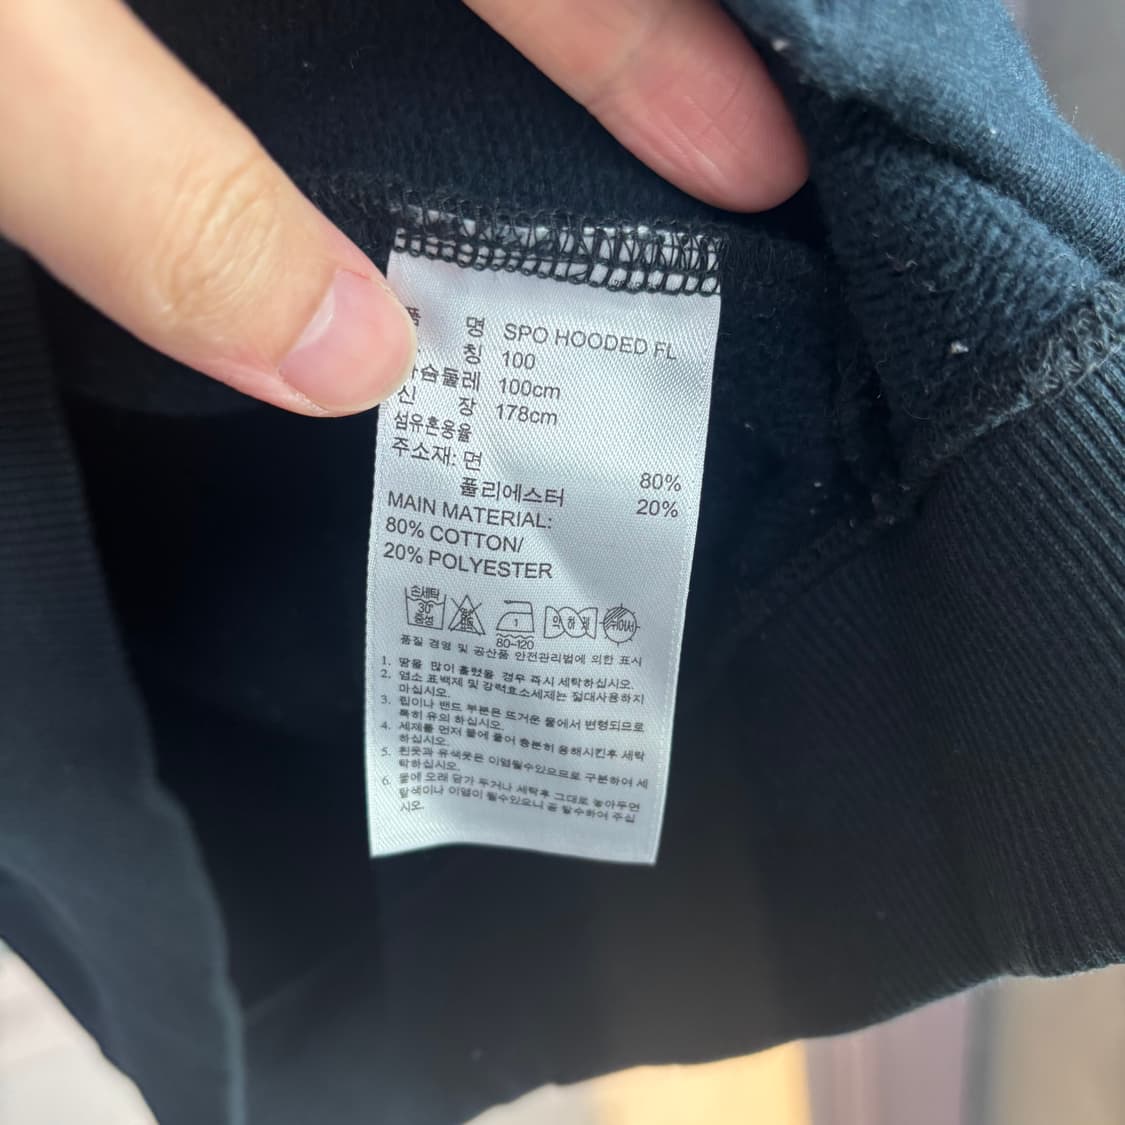 명 SPO HOODED FL
칭 100
가슴둘레 100cm
신 장 178cm
섬유혼용율
주소재: 면 80%
폴리에스터 20%
MAIN MATERIAL:
80% COTTON/
20% POLYESTER
손세탁
30°
중성
1
80-120
드 라 이
품질 경영 및 공산품 안전관리법에 의한 표시
1. 땀을 많이 흘렸을 경우 즉시 세탁하십시오.
2. 염소 표백제 및 강력효소세제는 절대사용하지
마십시오.
3. 립이나 밴드 부분은 뜨거운 물에서 변형되므로
특히 유의 하십시오.
4. 세제를 먼저 물에 풀어 충분히 용해시킨후 세탁
하십시오.
5. 흰옷과 유색옷은 이염될수있으므로 구분하여 세
탁하십시오.
6. 물에 오래 담가 두거나 세탁후 그대로 놓아두면
탈색이나 이염이 될수있으니 곧 탈수하여 주십
시오.